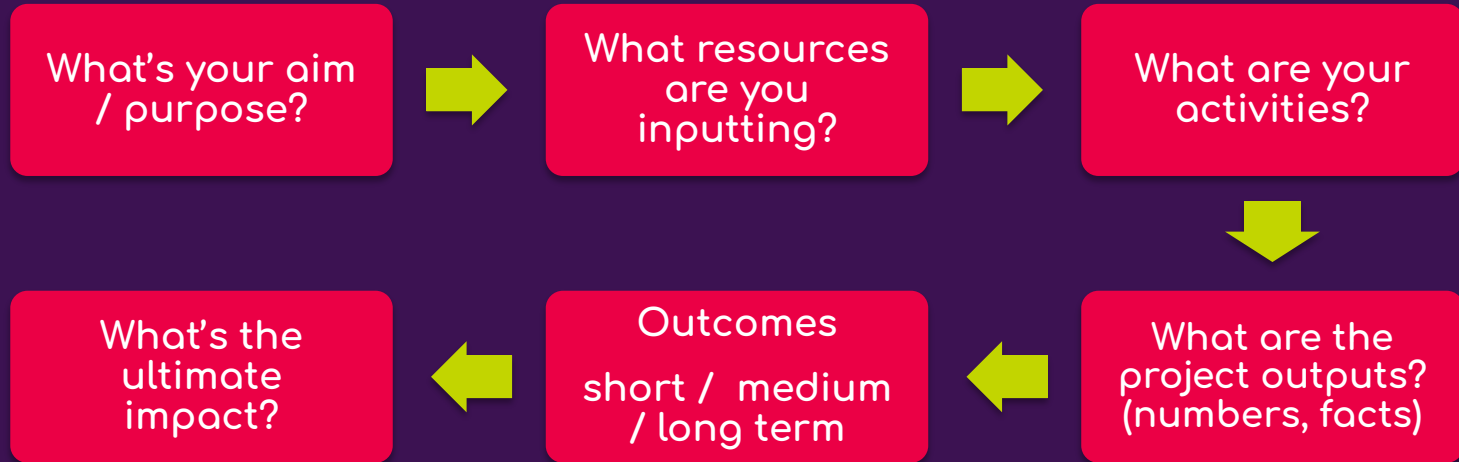 What's your aim
/ purpose?
What resources
are you
inputting?
What are your
activities?
What are the
project outputs?
(numbers, facts)
Outcomes
short / medium
/ long term
What's the
ultimate
impact?